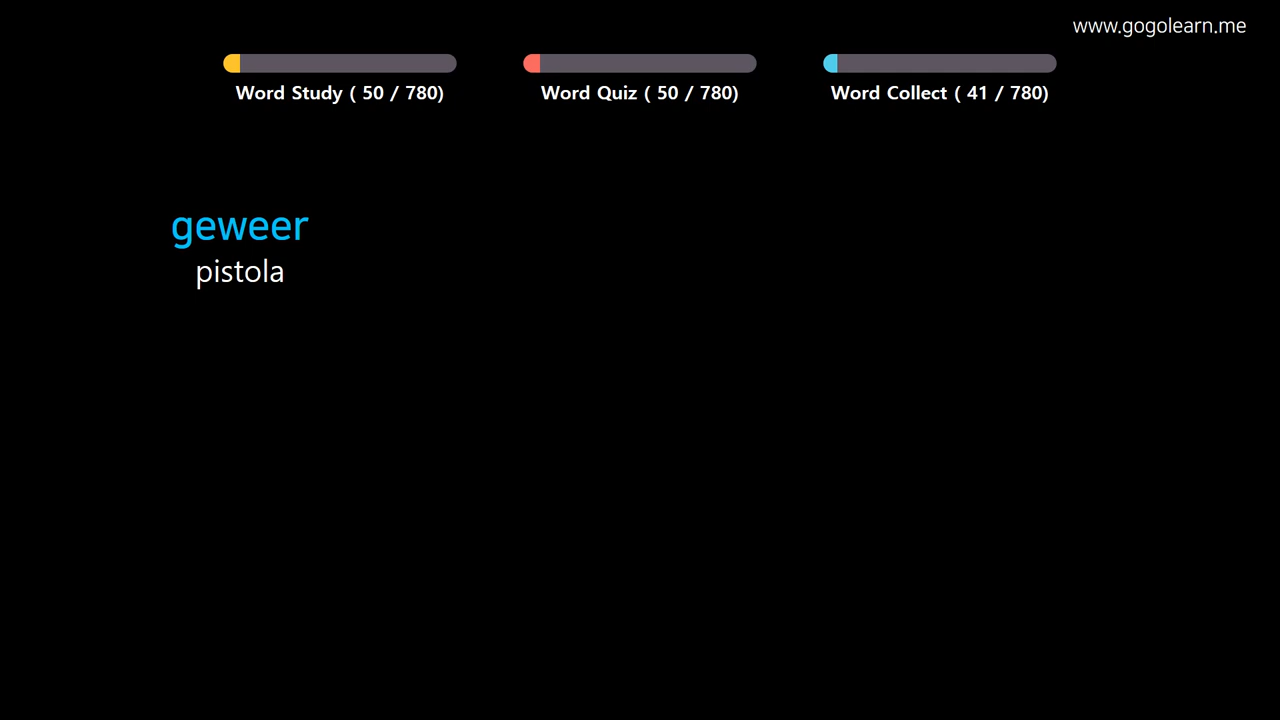 www.gogolearn.me
Word Study ( 50 / 780)
Word Quiz ( 50 / 780)
Word Collect ( 41 / 780)
geweer
pistola